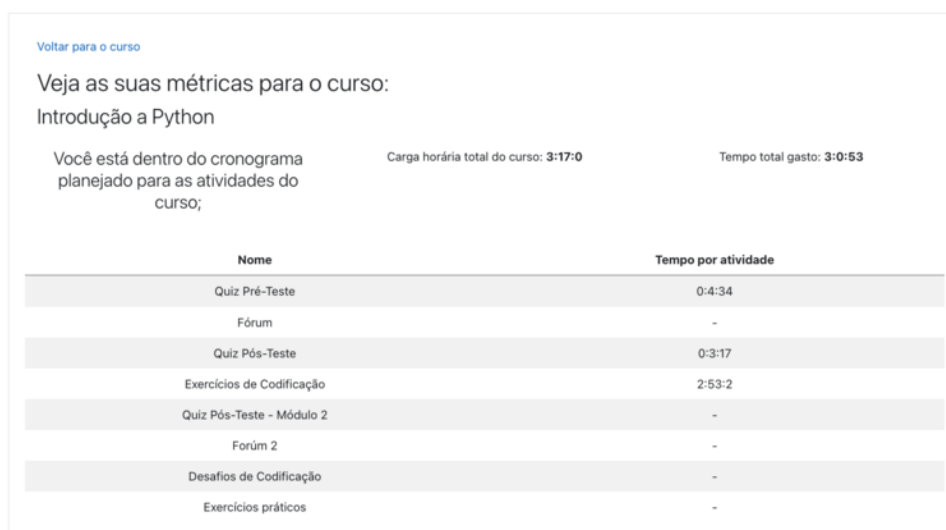 Voltar para o curso
Veja as suas métricas para o curso:
Introdução a Python
Você está dentro do cronograma
planejado para as atividades do
curso;
Carga horária total do curso: 3:17:0
Tempo total gasto: 3:0:53
Nome Tempo por atividade
Quiz Pré-Teste 0:4:34
Fórum -
Quiz Pós-Teste 0:3:17
Exercícios de Codificação 2:53:2
Quiz Pós-Teste - Módulo 2 -
Forúm 2 -
Desafios de Codificação -
Exercícios práticos -